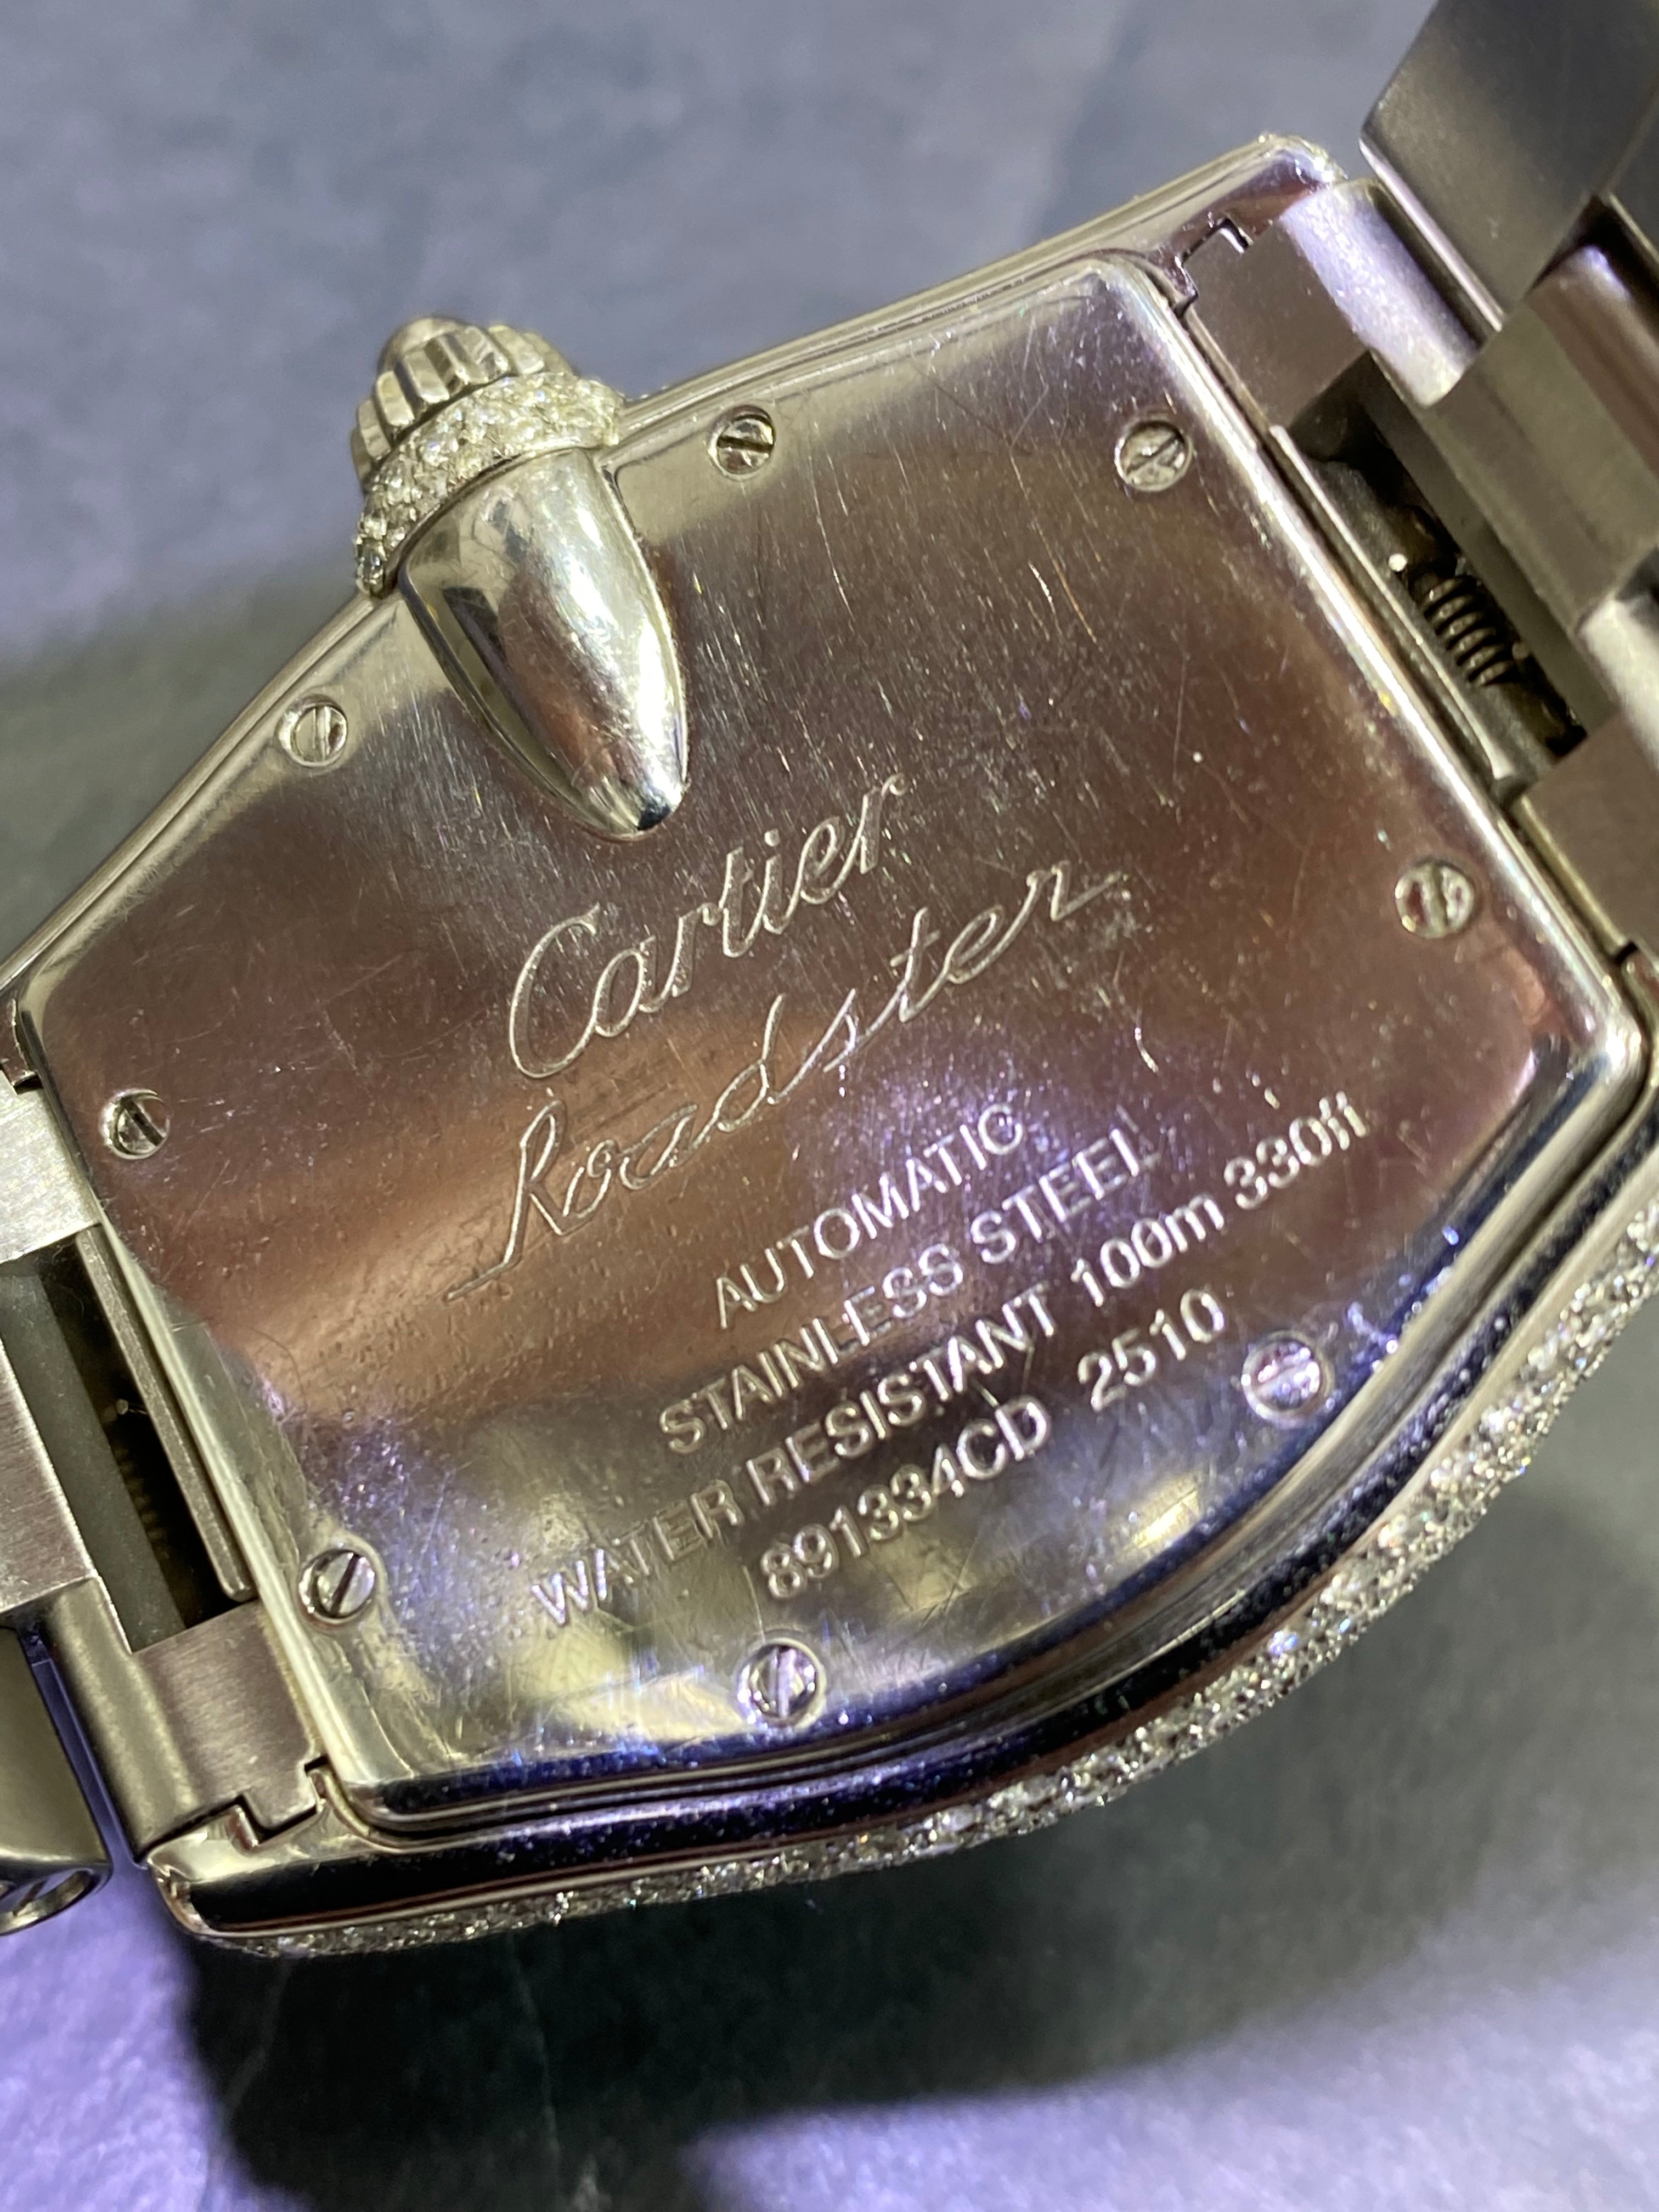 Cartier
Roadster
AUTOMATIC
STAINLESS STEEL
WATER RESISTANT 100m 330ft
891334CD 2510